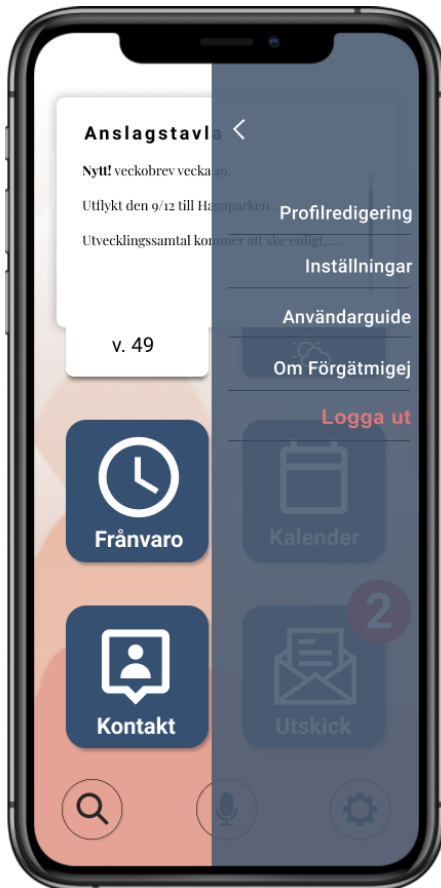 Anslagstavla
Nytt! veckobrev vecka 49.
Utflykt den 9/12 till Hagaparken ...
Utvecklingssamtal kommer att ske enligt.....
Profilredigering
Inställningar
Användarguide
Om Förgätmigej
Logga ut
v. 49
Frånvaro
Kalender
2
Kontakt
Utskick